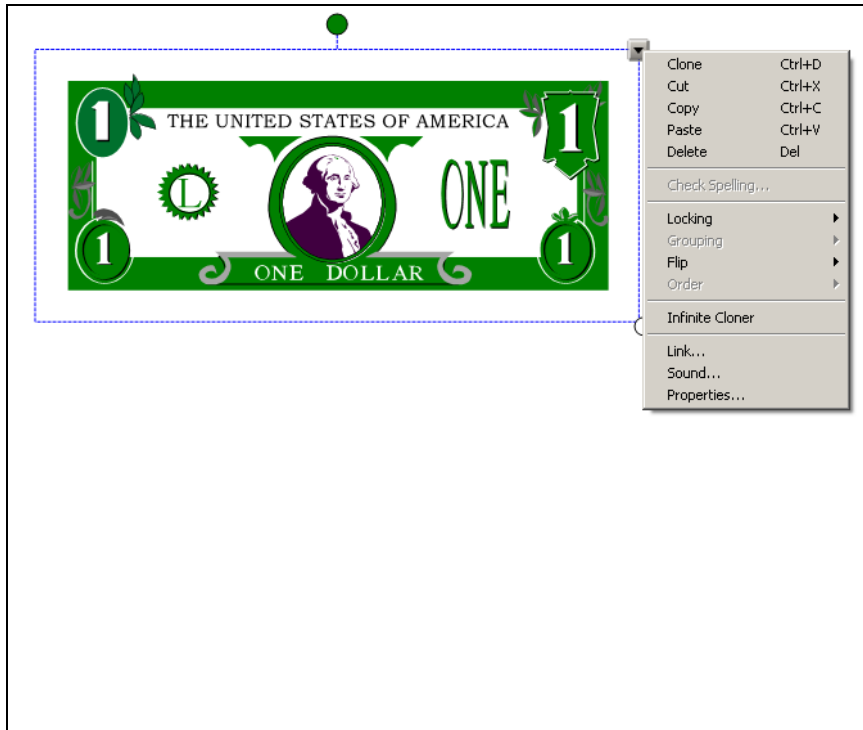 1
THE UNITED STATES OF AMERICA
1
L
ONE
1
1
ONE DOLLAR
Clone Ctrl+D
Cut Ctrl+X
Copy Ctrl+C
Paste Ctrl+V
Delete Del
Check Spelling...
Locking
Grouping
Flip
Order
Infinite Cloner
Link...
Sound...
Properties...